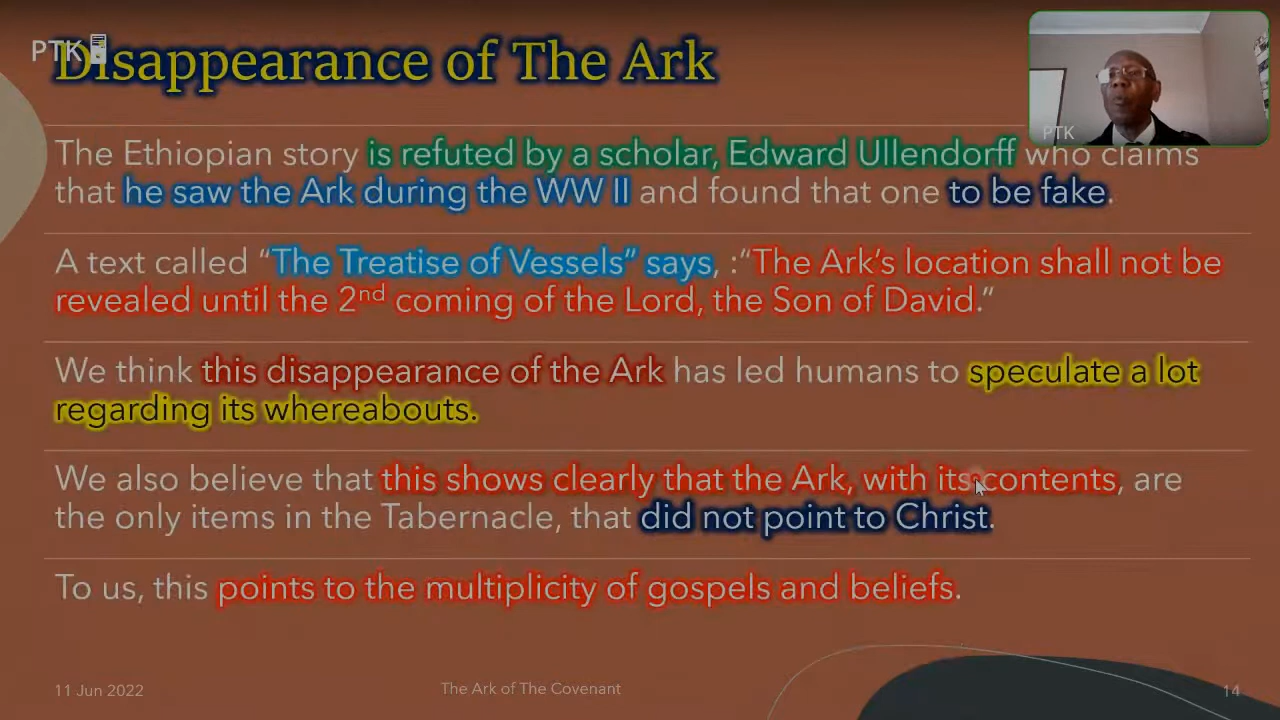 PTK
Disappearance of The Ark
PTK
The Ethiopian story is refuted by a scholar, Edward Ullendorff who claims
that he saw the Ark during the WW II and found that one to be fake.
A text called “The Treatise of Vessels” says, :“The Ark’s location shall not be
revealed until the 2nd coming of the Lord, the Son of David.”
We think this disappearance of the Ark has led humans to speculate a lot
regarding its whereabouts.
We also believe that this shows clearly that the Ark, with its contents, are
the only items in the Tabernacle, that did not point to Christ.
To us, this points to the multiplicity of gospels and beliefs.
11 Jun 2022
The Ark of The Covenant
14